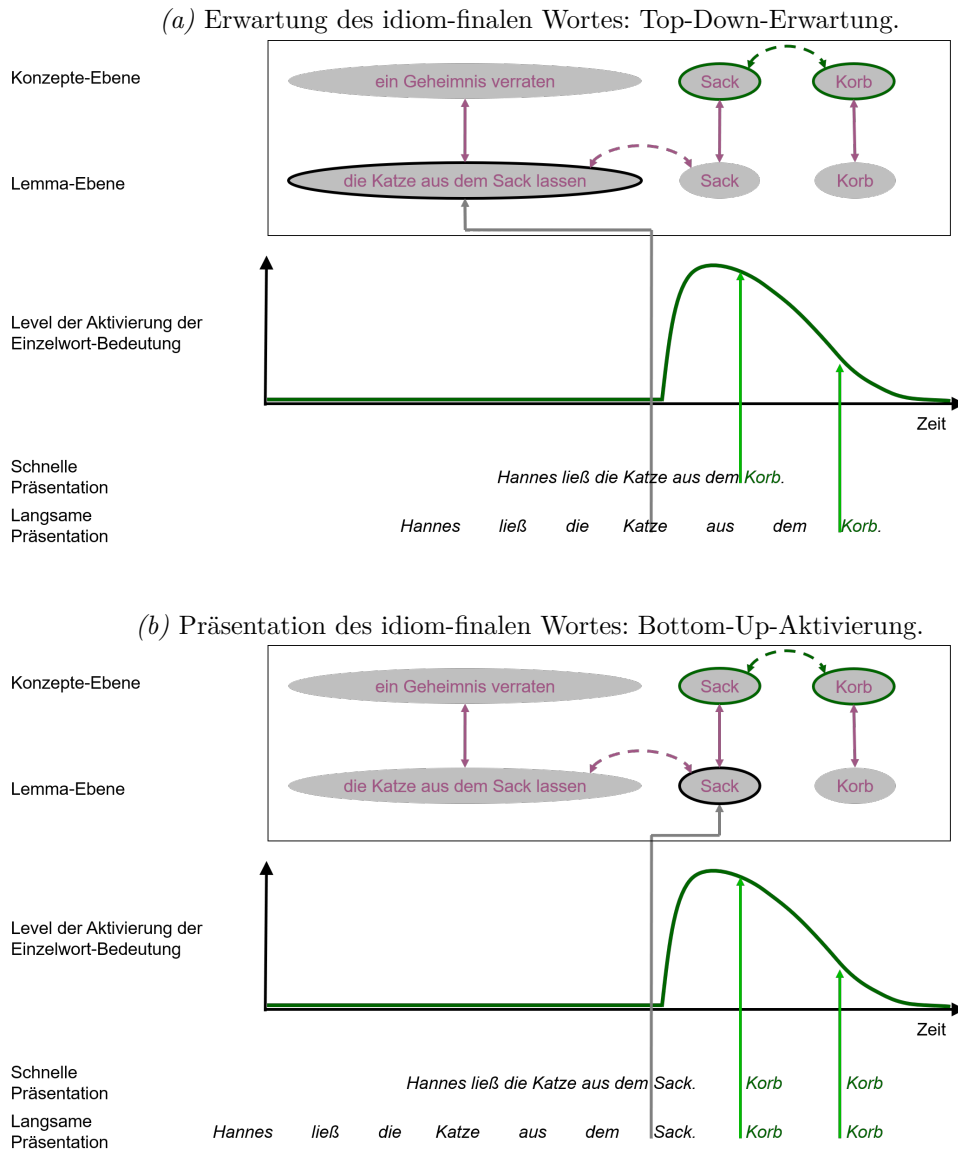 (a) Erwartung des idiom-finalen Wortes: Top-Down-Erwartung.
Konzepte-Ebene
ein Geheimnis verraten
Sack
Korb
Lemma-Ebene
die Katze aus dem Sack lassen
Sack
Korb
Level der Aktivierung der
Einzelwort-Bedeutung
Zeit
Schnelle
Präsentation
Hannes ließ die Katze aus dem Korb.
Langsame
Präsentation
Hannes ließ die Katze aus dem Korb.
(b) Präsentation des idiom-finalen Wortes: Bottom-Up-Aktivierung.
Konzepte-Ebene
ein Geheimnis verraten
Sack
Korb
Lemma-Ebene
die Katze aus dem Sack lassen
Sack
Korb
Level der Aktivierung der
Einzelwort-Bedeutung
Zeit
Schnelle
Präsentation
Hannes ließ die Katze aus dem Sack. Korb Korb
Langsame
Präsentation
Hannes ließ die Katze aus dem Sack. Korb Korb